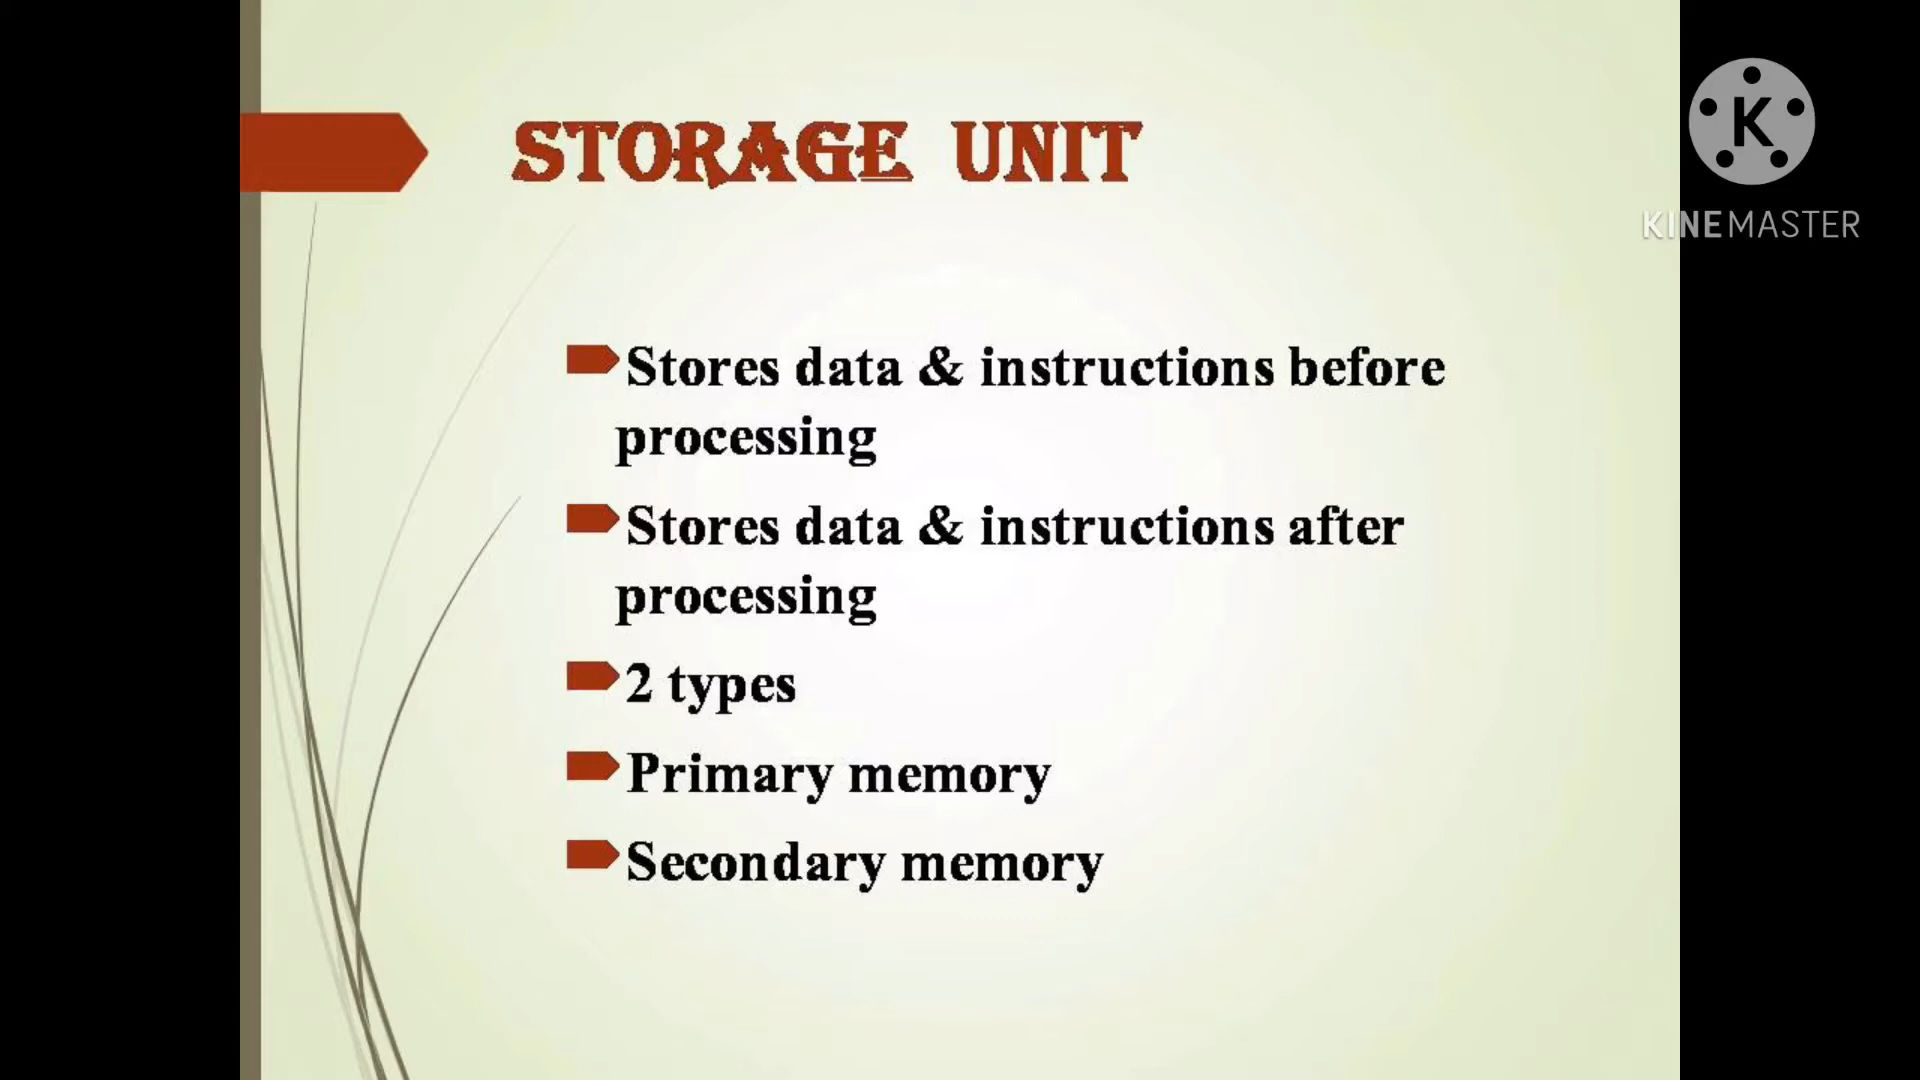 STORAGE UNIT
K
KINEMASTER
Stores data & instructions before
processing
Stores data & instructions after
processing
2 types
Primary memory
Secondary memory